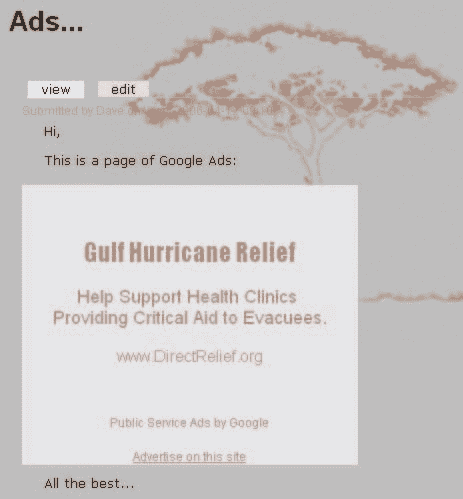 Ads...
view edit
Submitted by Dave
Hi,
This is a page of Google Ads:
Gulf Hurricane Relief
Help Support Health Clinics
Providing Critical Aid to Evacuees.
www.DirectRelief.org
Public Service Ads by Google
Advertise on this site
All the best...